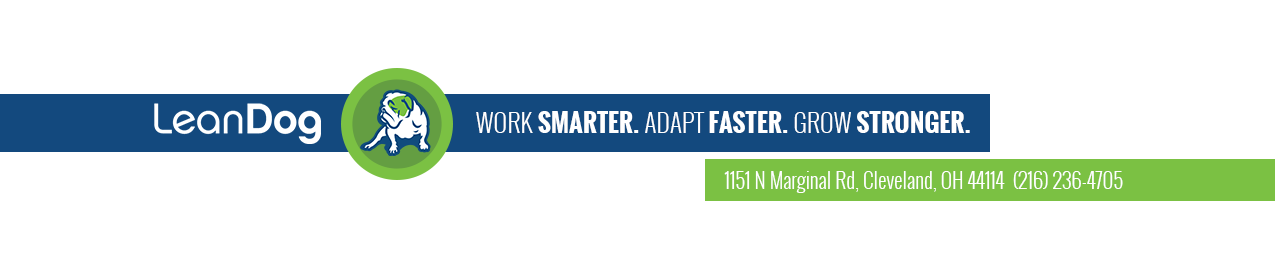 LeanDog WORK SMARTER. ADAPT FASTER. GROW STRONGER.
1151 N Marginal Rd, Cleveland, OH 44114 (216) 236-4705